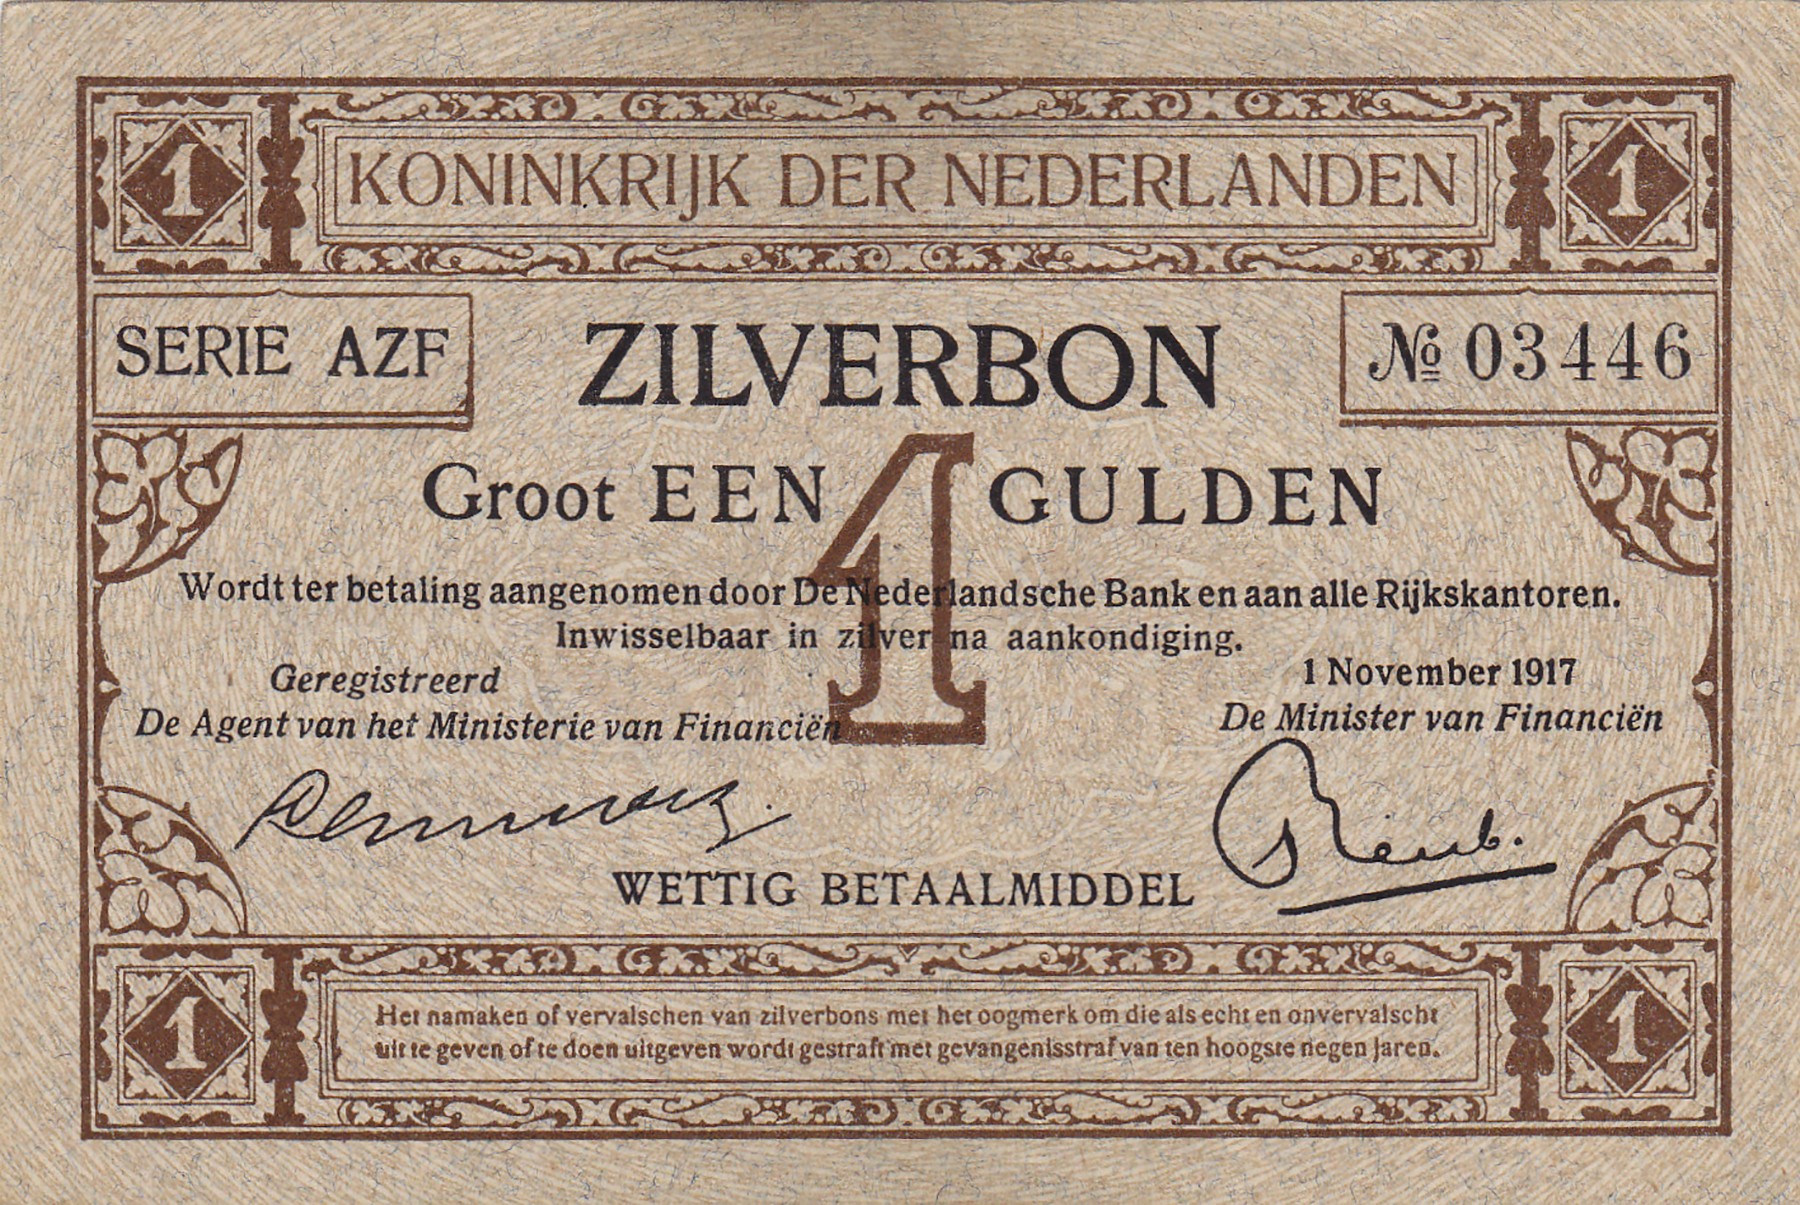 1 KONINKRIJK DER NEDERLANDEN 1
SERIE AZF ZILVERBON № 03446
Groot EEN 1 GULDEN
Wordt ter betaling aangenomen door De Nederlandsche Bank en aan alle Rijkskantoren.
Inwisselbaar in zilver na aankondiging.
Geregistreerd
De Agent van het Ministerie van Financiën
1 November 1917
De Minister van Financiën
WETTIG BETAALMIDDEL
1 1
Het namaken of vervalschen van zilverbons met het oogmerk om die als echt en onvervalscht
uit te geven of te doen uitgeven wordt gestraft met gevangenisstraf van ten hoogste negen jaren.